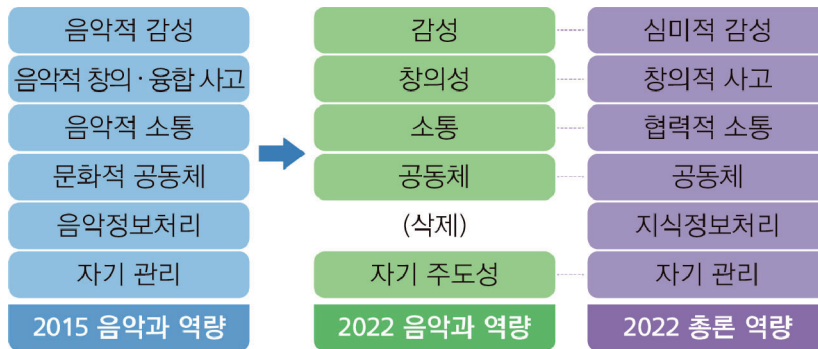 음악적 감성 감성 심미적 감성
음악적 창의·융합 사고 창의성 창의적 사고
음악적 소통 소통 협력적 소통
문화적 공동체 공동체 공동체
음악정보처리 (삭제) 지식정보처리
자기 관리 자기 주도성 자기 관리
2015 음악과 역량 2022 음악과 역량 2022 총론 역량